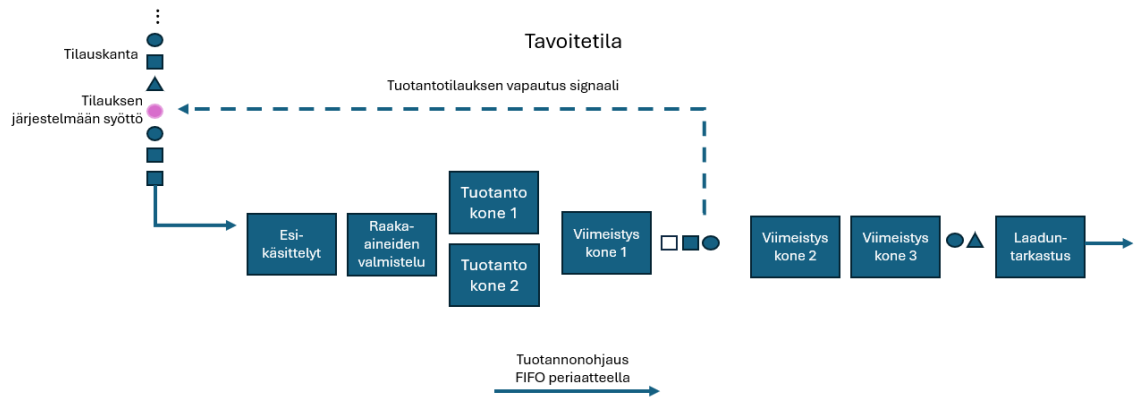 Tavoitetila
Tilauskanta
Tuotantotilauksen vapautus signaali
Tilauksen
järjestelmään syöttö
Esi-
käsittelyt
Raaka-
aineiden
valmistelu
Tuotanto
kone 1
Tuotanto
kone 2
Viimeistys
kone 1
Viimeistys
kone 2
Viimeistys
kone 3
Laadun-
tarkastus
Tuotannonohjaus
FIFO periaatteella